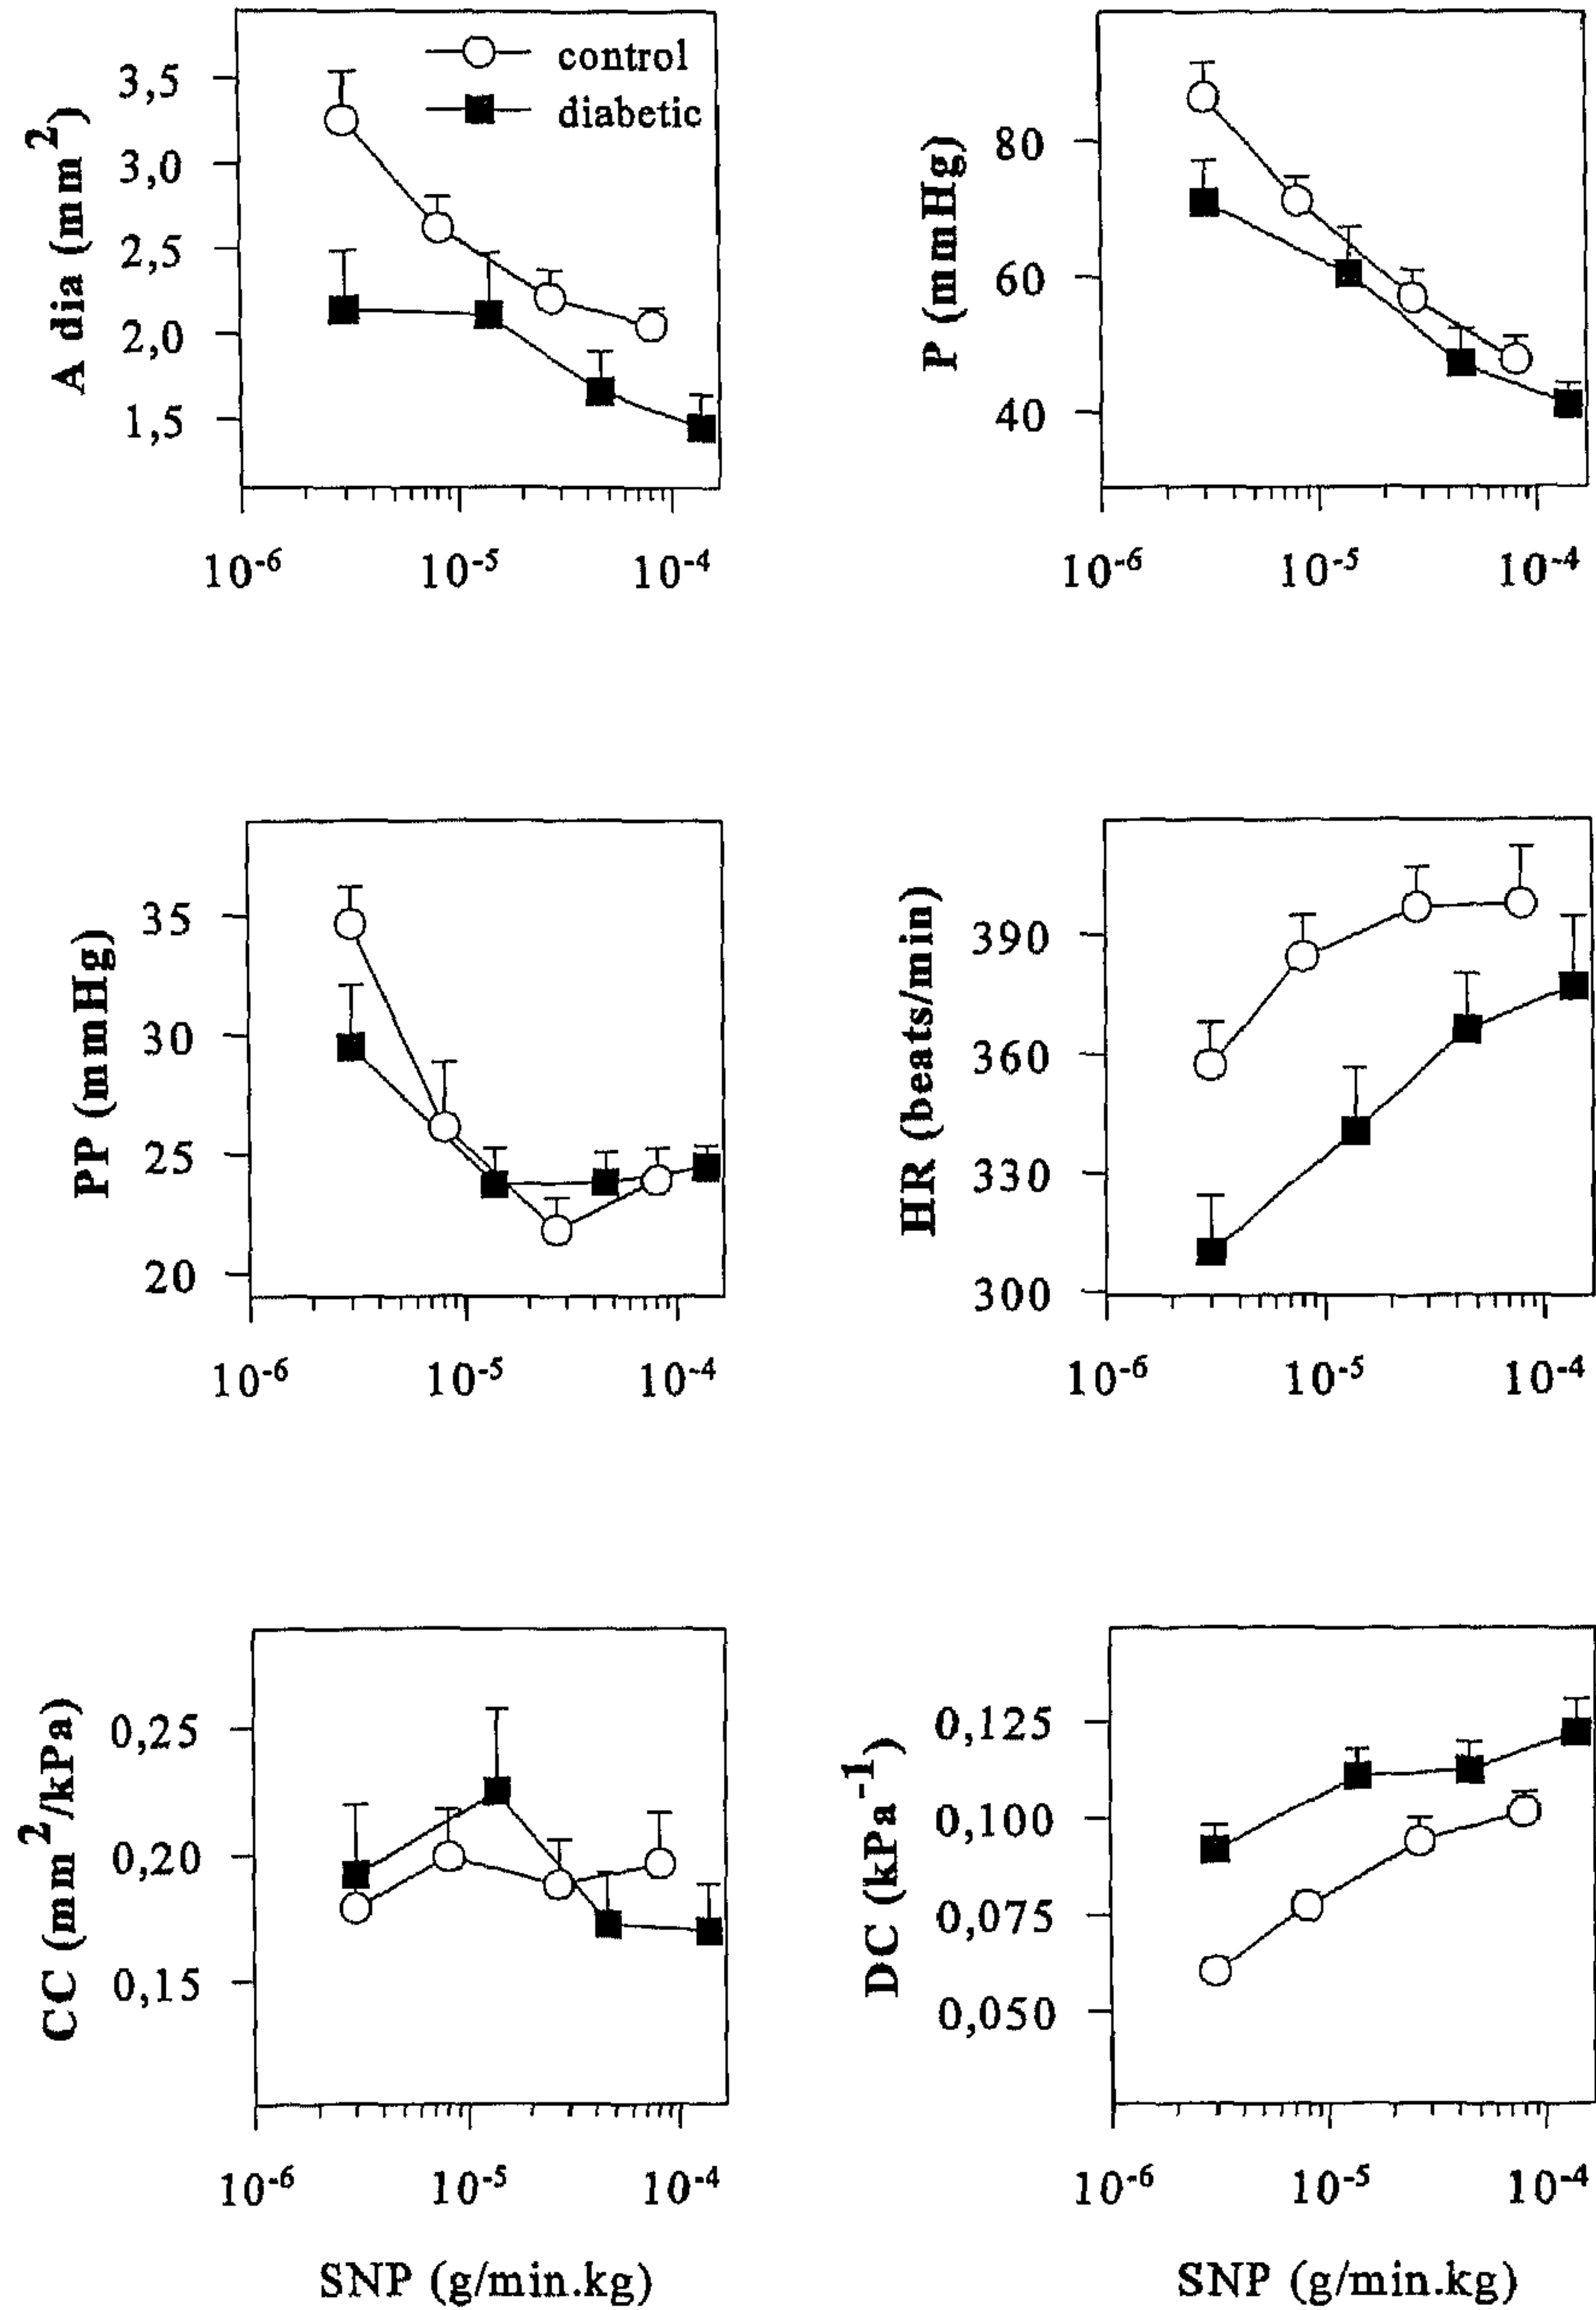 control
diabetic
A dia (mm²)
3,5
3,0
2,5
2,0
1,5
10⁻⁶ 10⁻⁵ 10⁻⁴
P (mmHg)
80
60
40
10⁻⁶ 10⁻⁵ 10⁻⁴
PP (mmHg)
35
30
25
20
10⁻⁶ 10⁻⁵ 10⁻⁴
HR (beats/min)
390
360
330
300
10⁻⁶ 10⁻⁵ 10⁻⁴
CC (mm²/kPa)
0,25
0,20
0,15
10⁻⁶ 10⁻⁵ 10⁻⁴
SNP (g/min.kg)
DC (kPa⁻¹)
0,125
0,100
0,075
0,050
10⁻⁶ 10⁻⁵ 10⁻⁴
SNP (g/min.kg)